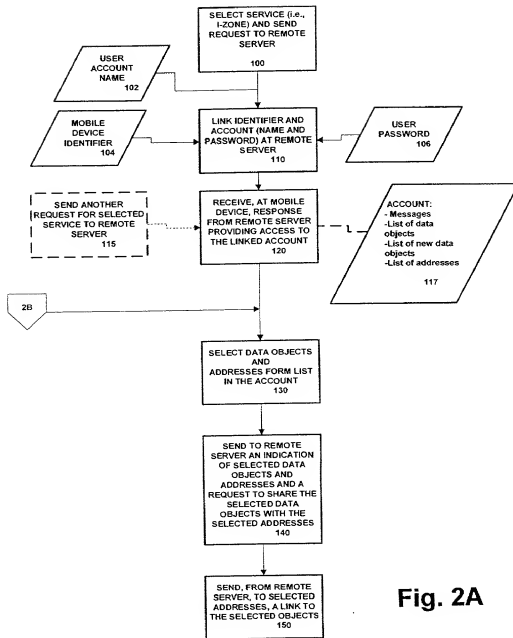 SELECT SERVICE (i.e.,
I-ZONE) AND SEND
REQUEST TO REMOTE
SERVER
100
USER
ACCOUNT
NAME
102
MOBILE
DEVICE
IDENTIFIER
104
LINK IDENTIFIER AND
ACCOUNT (NAME AND
PASSWORD) AT REMOTE
SERVER
110
USER
PASSWORD
106
SEND ANOTHER
REQUEST FOR SELECTED
SERVICE TO REMOTE
SERVER
115
RECEIVE, AT MOBILE
DEVICE, RESPONSE
FROM REMOTE SERVER
PROVIDING ACCESS TO
THE LINKED ACCOUNT
120
ACCOUNT:
- Messages
-List of data
objects
-List of new data
objects
-List of addresses
117
2B
SELECT DATA OBJECTS
AND
ADDRESSES FORM LIST
IN THE ACCOUNT
130
SEND TO REMOTE
SERVER AN INDICATION
OF SELECTED DATA
OBJECTS AND
ADDRESSES AND A
REQUEST TO SHARE THE
SELECTED DATA
OBJECTS WITH THE
SELECTED ADDRESSES
140
SEND, FROM REMOTE
SERVER, TO SELECTED
ADDRESSES, A LINK TO
THE SELECTED OBJECTS
150
Fig. 2A